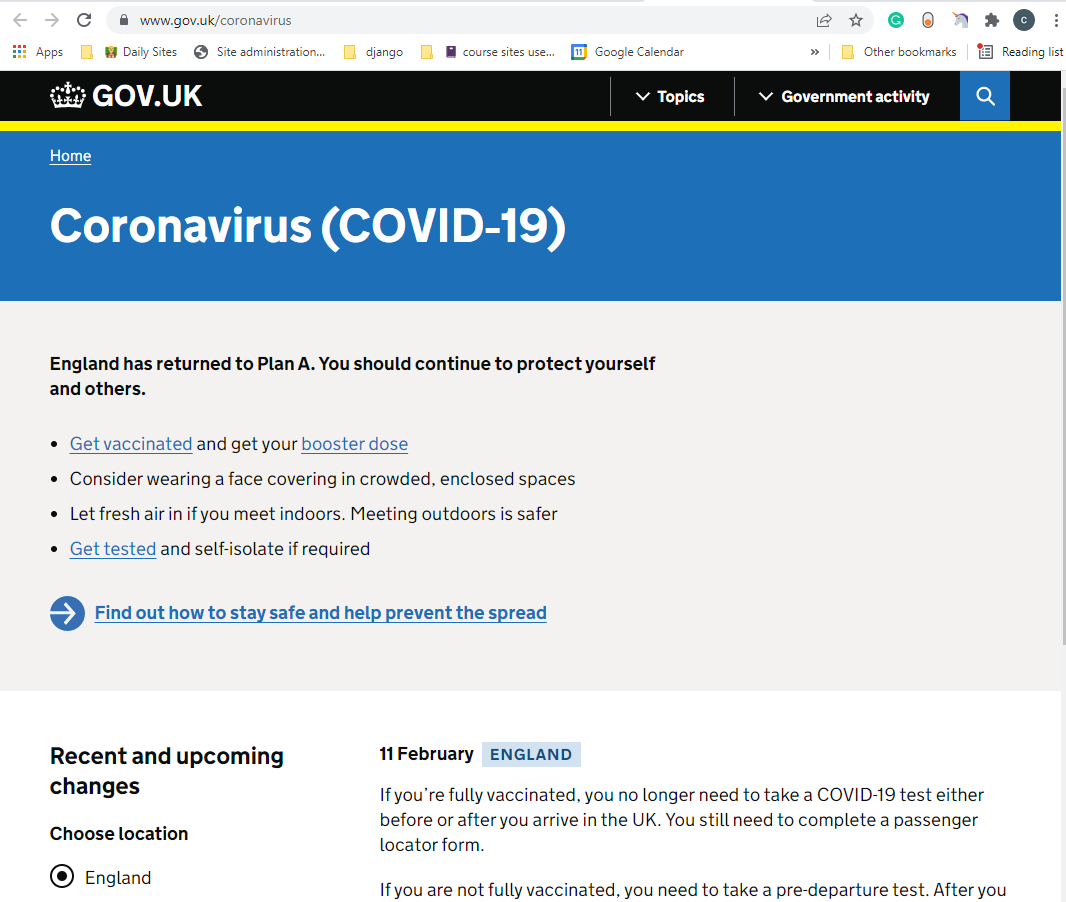 www.gov.uk/coronavirus
C
Apps Daily Sites Site administration... django course sites use... 11 Google Calendar » Other bookmarks Reading list
GOV.UK Topics Government activity
Home
Coronavirus (COVID-19)
England has returned to Plan A. You should continue to protect yourself
and others.
• Get vaccinated and get your booster dose
• Consider wearing a face covering in crowded, enclosed spaces
• Let fresh air in if you meet indoors. Meeting outdoors is safer
• Get tested and self-isolate if required
Find out how to stay safe and help prevent the spread
Recent and upcoming
changes
Choose location
England
11 February ENGLAND
If you’re fully vaccinated, you no longer need to take a COVID-19 test either
before or after you arrive in the UK. You still need to complete a passenger
locator form.
If you are not fully vaccinated, you need to take a pre-departure test. After you